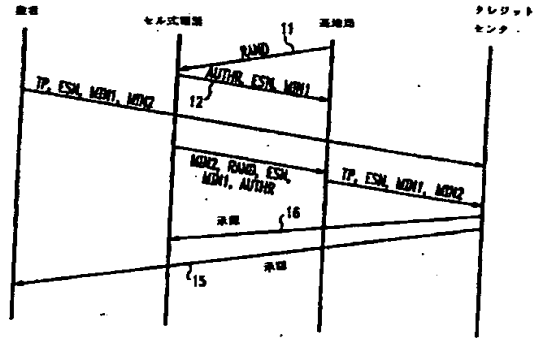 セル式電話
基地局
クレジット
センタ
11
RAND
AUTHR, ESN, MIN1
12
TP, ESN, MIN1, MIN2
MIN2, RAND, ESN,
MIN1, AUTHR
TP, ESN, MIN1, MIN2
承認
16
承認
15